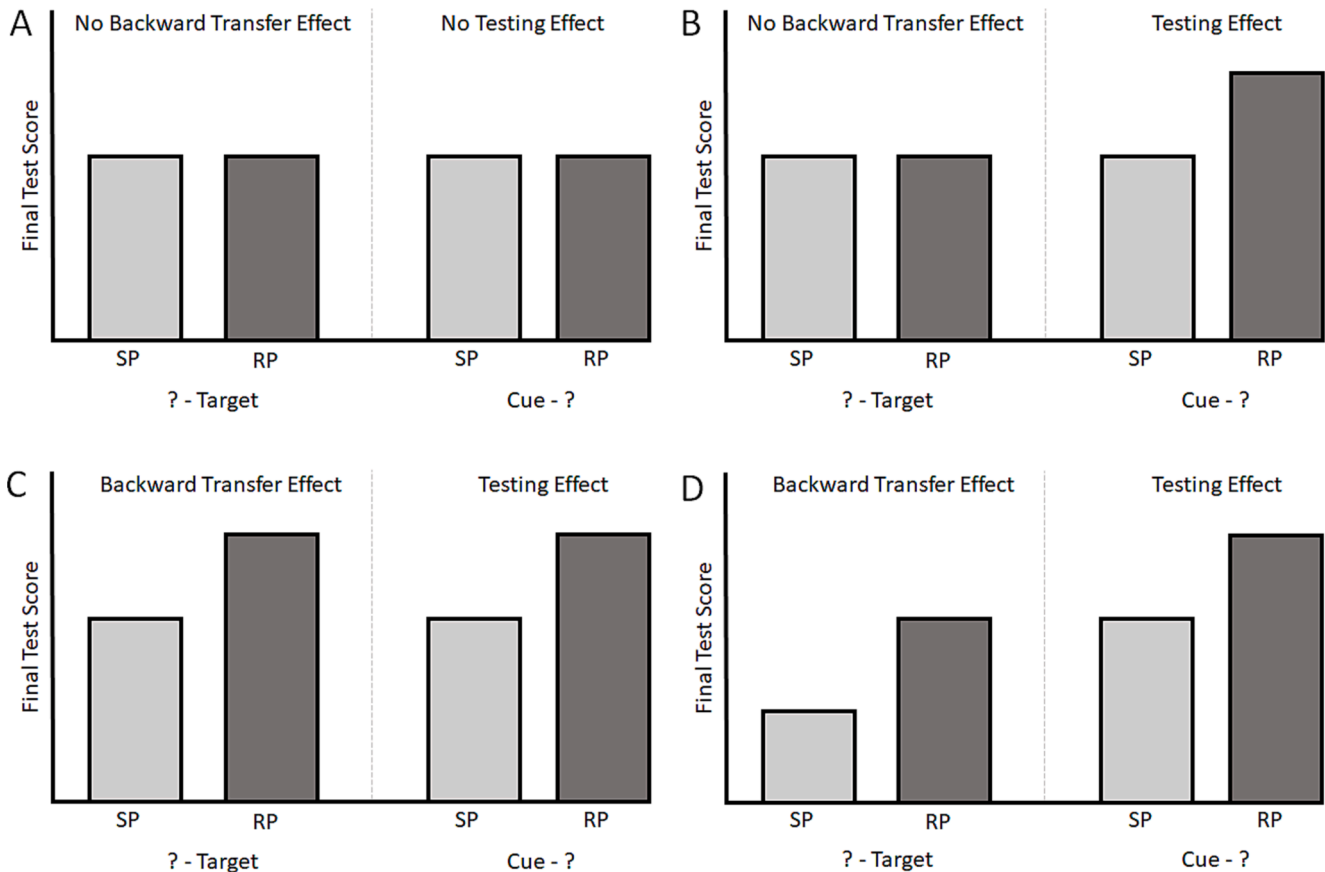 A
No Backward Transfer Effect
No Testing Effect
Final Test Score
SP
RP
SP
RP
? - Target
Cue - ?
B
No Backward Transfer Effect
Testing Effect
Final Test Score
SP
RP
SP
RP
? - Target
Cue - ?
C
Backward Transfer Effect
Testing Effect
Final Test Score
SP
RP
SP
RP
? - Target
Cue - ?
D
Backward Transfer Effect
Testing Effect
Final Test Score
SP
RP
SP
RP
? - Target
Cue - ?